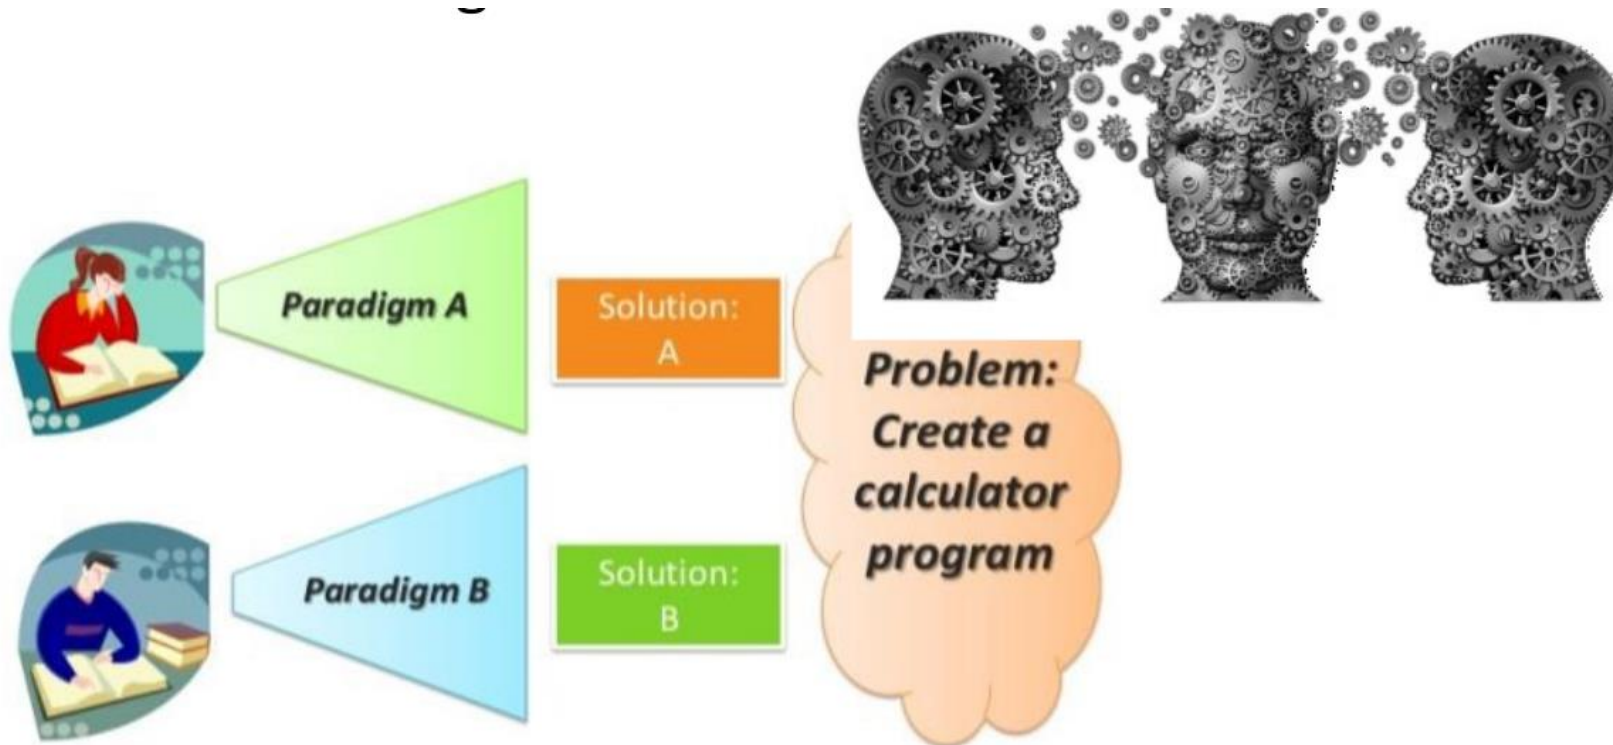 Paradigm A
Solution:
A
Problem:
Create a
calculator
program
Paradigm B
Solution:
B